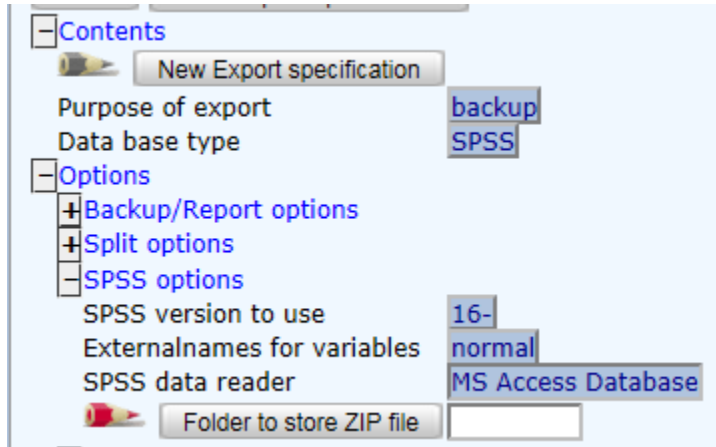 Contents
New Export specification
Purpose of export backup
Data base type SPSS
Options
Backup/Report options
Split options
SPSS options
SPSS version to use 16-
Externalnames for variables normal
SPSS data reader MS Access Database
Folder to store ZIP file